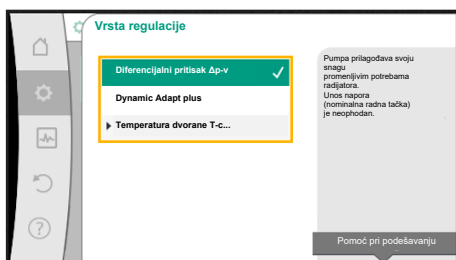 Vrsta regulacije
Diferencijalni pritisak Δp-v
Dynamic Adapt plus
Temperatura dvorane T-c...
Pumpa prilagođava svoju
snagu
promenljivim potrebama
radijatora.
Unos napora
(nominalna radna tačka)
je neophodan.
Pomoć pri podešavanju